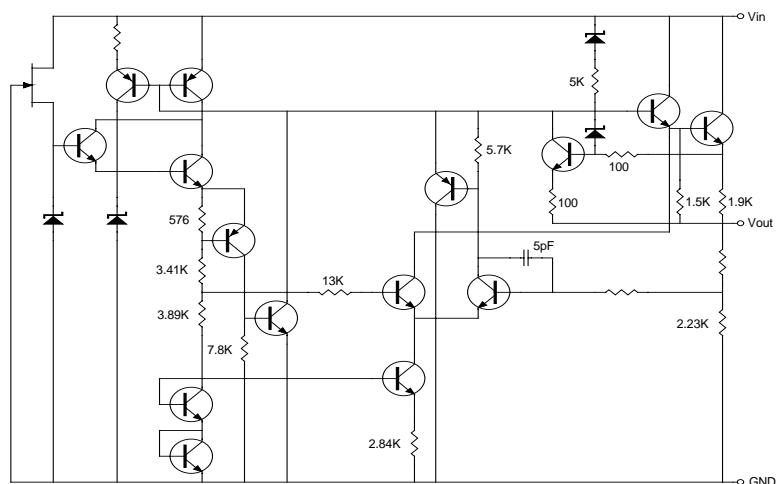 Vin
5K
5.7K
100
100
1.5K
1.9K
Vout
576
5pF
3.41K
13K
3.89K
7.8K
2.23K
2.84K
GND